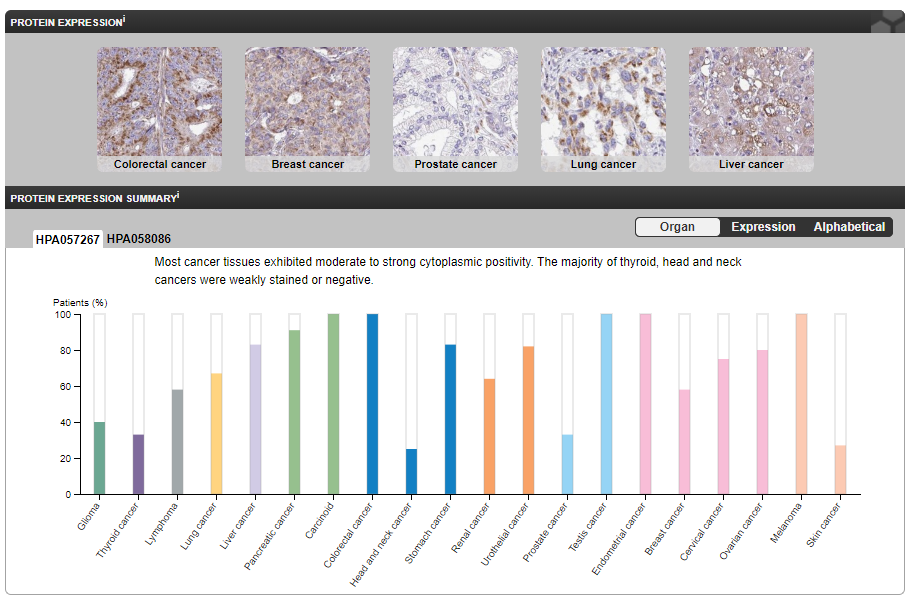 PROTEIN EXPRESSIONi
Colorectal cancer
Breast cancer
Prostate cancer
Lung cancer
Liver cancer
PROTEIN EXPRESSION SUMMARYi
Organ
Expression
Alphabetical
HPA057267
HPA058086
Most cancer tissues exhibited moderate to strong cytoplasmic positivity. The majority of thyroid, head and neck
cancers were weakly stained or negative.
Patients (%)
100
80
60
40
20
0
Glioma
Thyroid cancer
Lymphoma
Lung cancer
Liver cancer
Pancreatic cancer
Carcinoid
Colorectal cancer
Head and neck cancer
Stomach cancer
Renal cancer
Urothelial cancer
Prostate cancer
Testis cancer
Endometrial cancer
Breast cancer
Cervical cancer
Ovarian cancer
Melanoma
Skin cancer